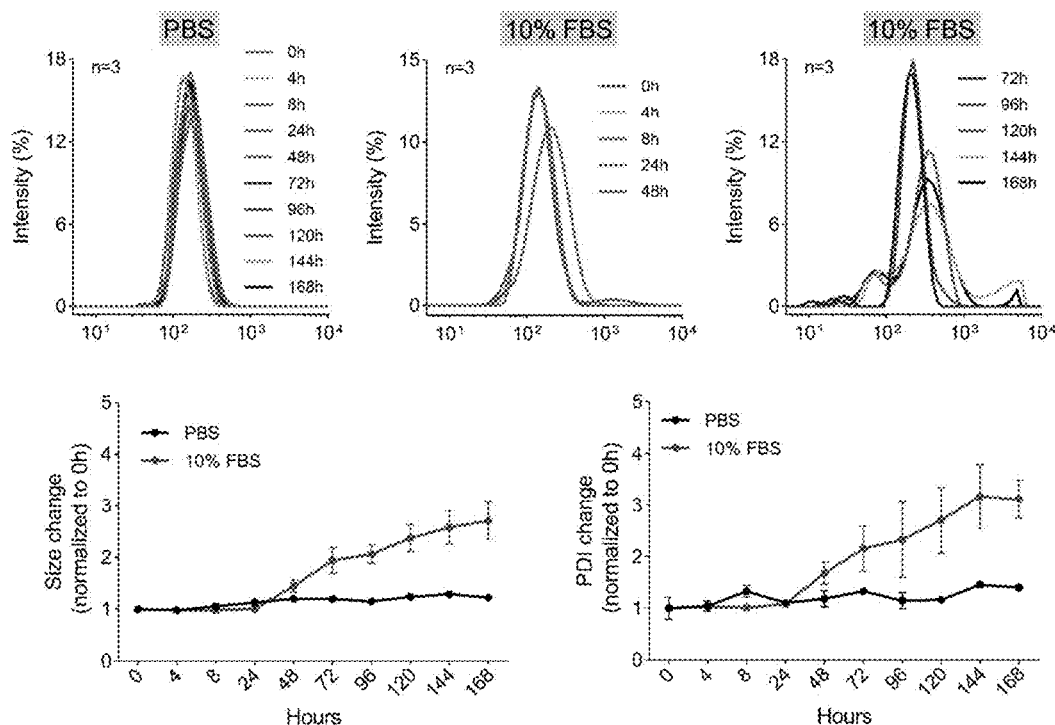 PBS
10% FBS
10% FBS
n=3
18
12
6
0
Intensity (%)
10¹
10²
10³
10⁴
0h
4h
8h
24h
48h
72h
96h
120h
144h
168h
n=3
15
10
5
0
Intensity (%)
10¹
10²
10³
10⁴
0h
4h
8h
24h
48h
n=3
18
12
6
0
Intensity (%)
10¹
10²
10³
10⁴
72h
96h
120h
144h
168h
Size change
(normalized to 0h)
5
4
3
2
1
0
PBS
10% FBS
0
4
8
24
48
72
96
120
144
168
Hours
PDI change
(normalized to 0h)
5
4
3
2
1
0
PBS
10% FBS
0
4
8
24
48
72
96
120
144
168
Hours